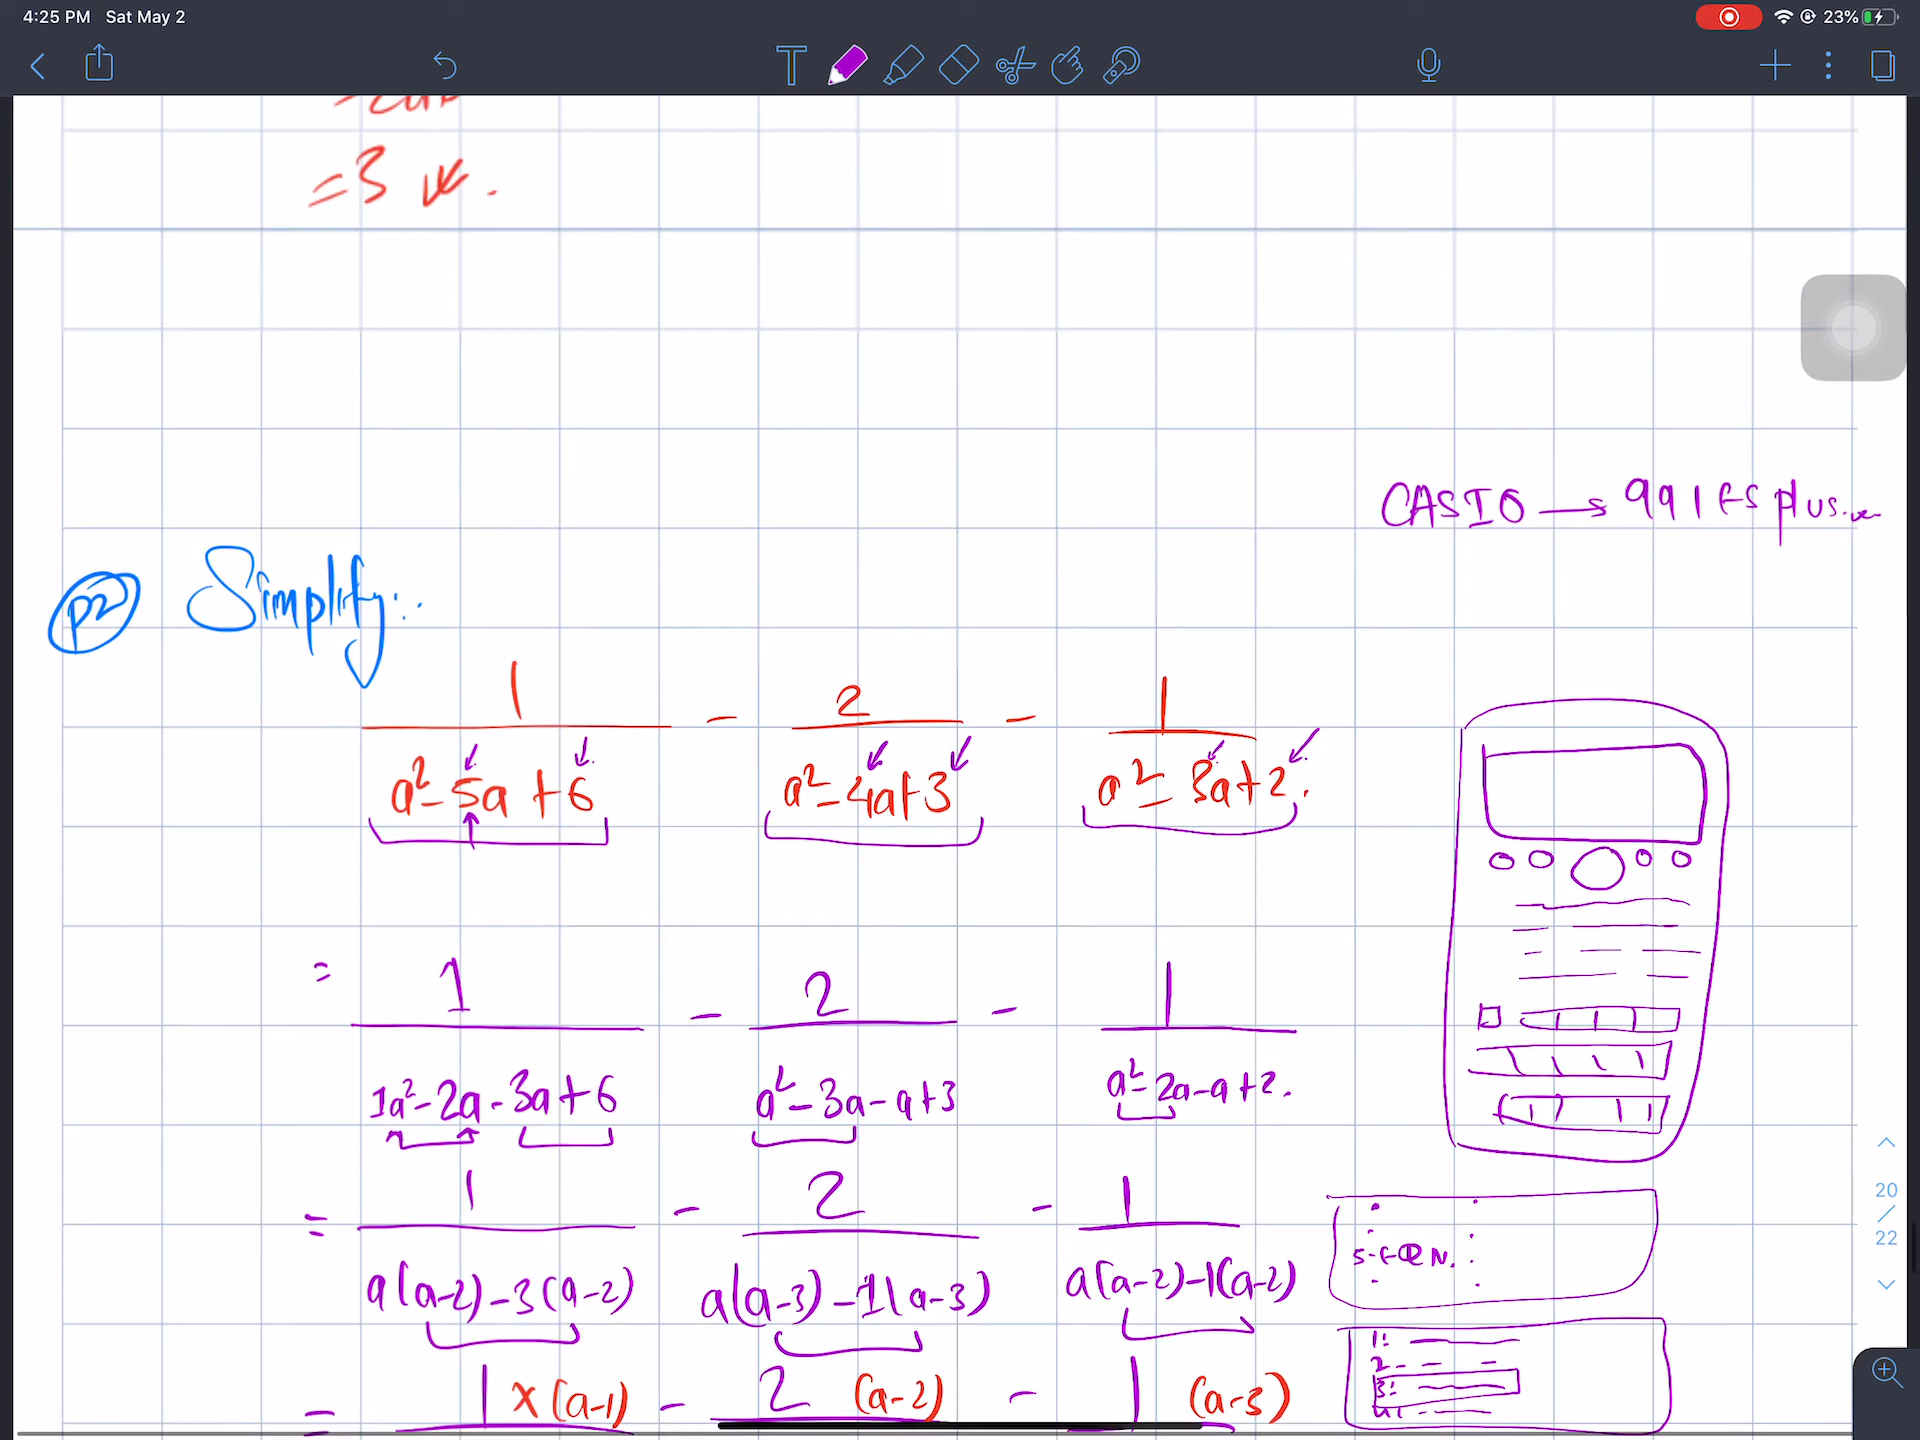 4:25 PM Sat May 2
23%
= 3
CASIO → 991 ES plus.
P2 Simplify:
1 / (a² - 5a + 6) - 2 / (a² - 4a + 3) - 1 / (a² - 3a + 2).
= 1 / (1a² - 2a - 3a + 6) - 2 / (a² - 3a - a + 3) - 1 / (a² - 2a - a + 2).
= 1 / (a(a-2) - 3(a-2)) - 2 / (a(a-3) - 1(a-3)) - 1 / (a(a-2) - 1(a-2))
= 1 x (a-1) - 2 (a-2) - 1 (a-3)
1:
2
3:
20
/
22